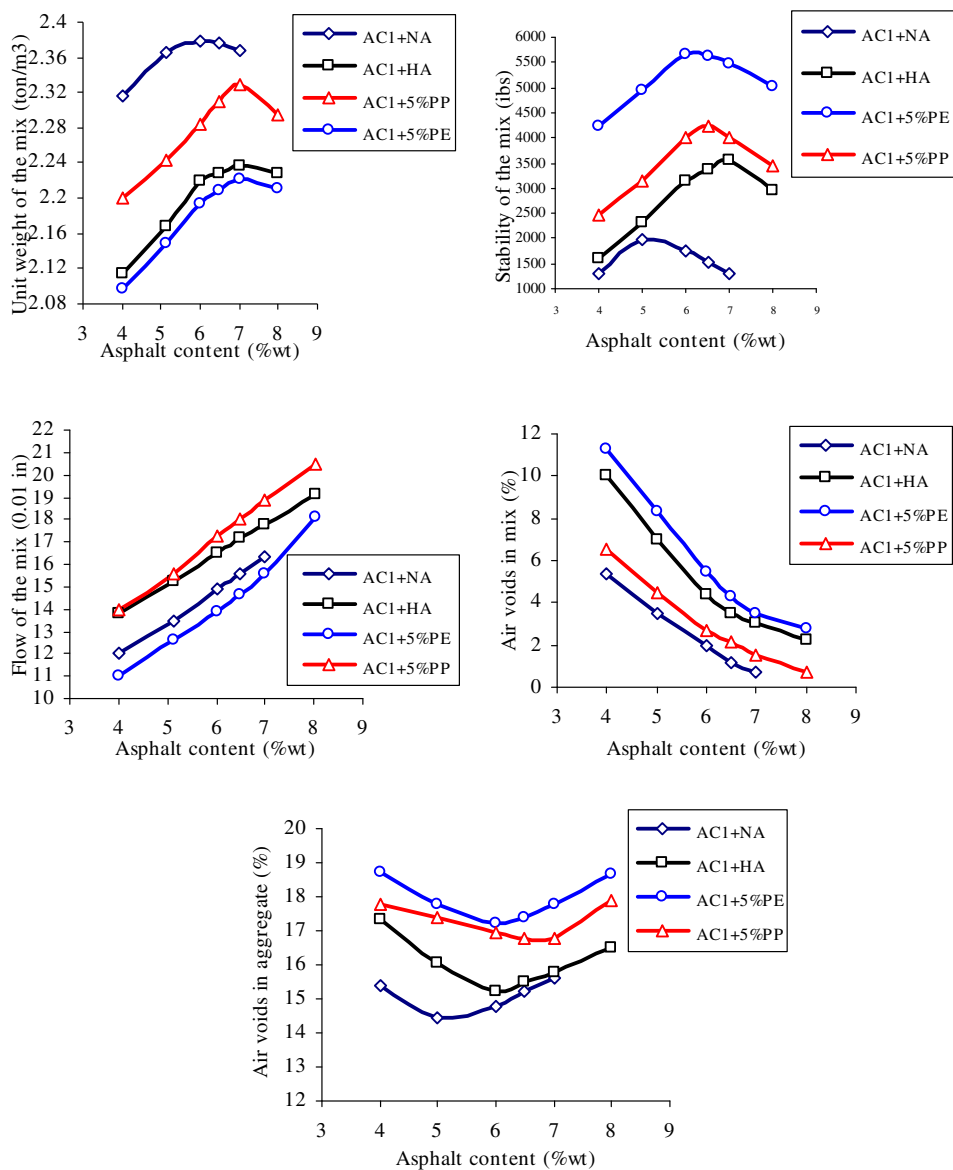 Unit weight of the mix (ton/m3)
2.4
2.36
2.32
2.28
2.24
2.2
2.16
2.12
2.08
3 4 5 6 7 8 9
Asphalt content (%wt)
AC1+NA
AC1+HA
AC1+5%PP
AC1+5%PE
Stability of the mix (ibs)
6000
5500
5000
4500
4000
3500
3000
2500
2000
1500
1000
3 4 5 6 7 8 9
Asphalt content (%wt)
AC1+NA
AC1+HA
AC1+5%PE
AC1+5%PP
Flow of the mix (0.01 in)
22
21
20
19
18
17
16
15
14
13
12
11
10
3 4 5 6 7 8 9
Asphalt content (%wt)
AC1+NA
AC1+HA
AC1+5%PE
AC1+5%PP
Air voids in mix (%)
12
10
8
6
4
2
0
3 4 5 6 7 8 9
Asphalt content (%wt)
AC1+NA
AC1+HA
AC1+5%PE
AC1+5%PP
Air voids in aggregate (%)
20
19
18
17
16
15
14
13
12
3 4 5 6 7 8 9
Asphalt content (%wt)
AC1+NA
AC1+HA
AC1+5%PE
AC1+5%PP